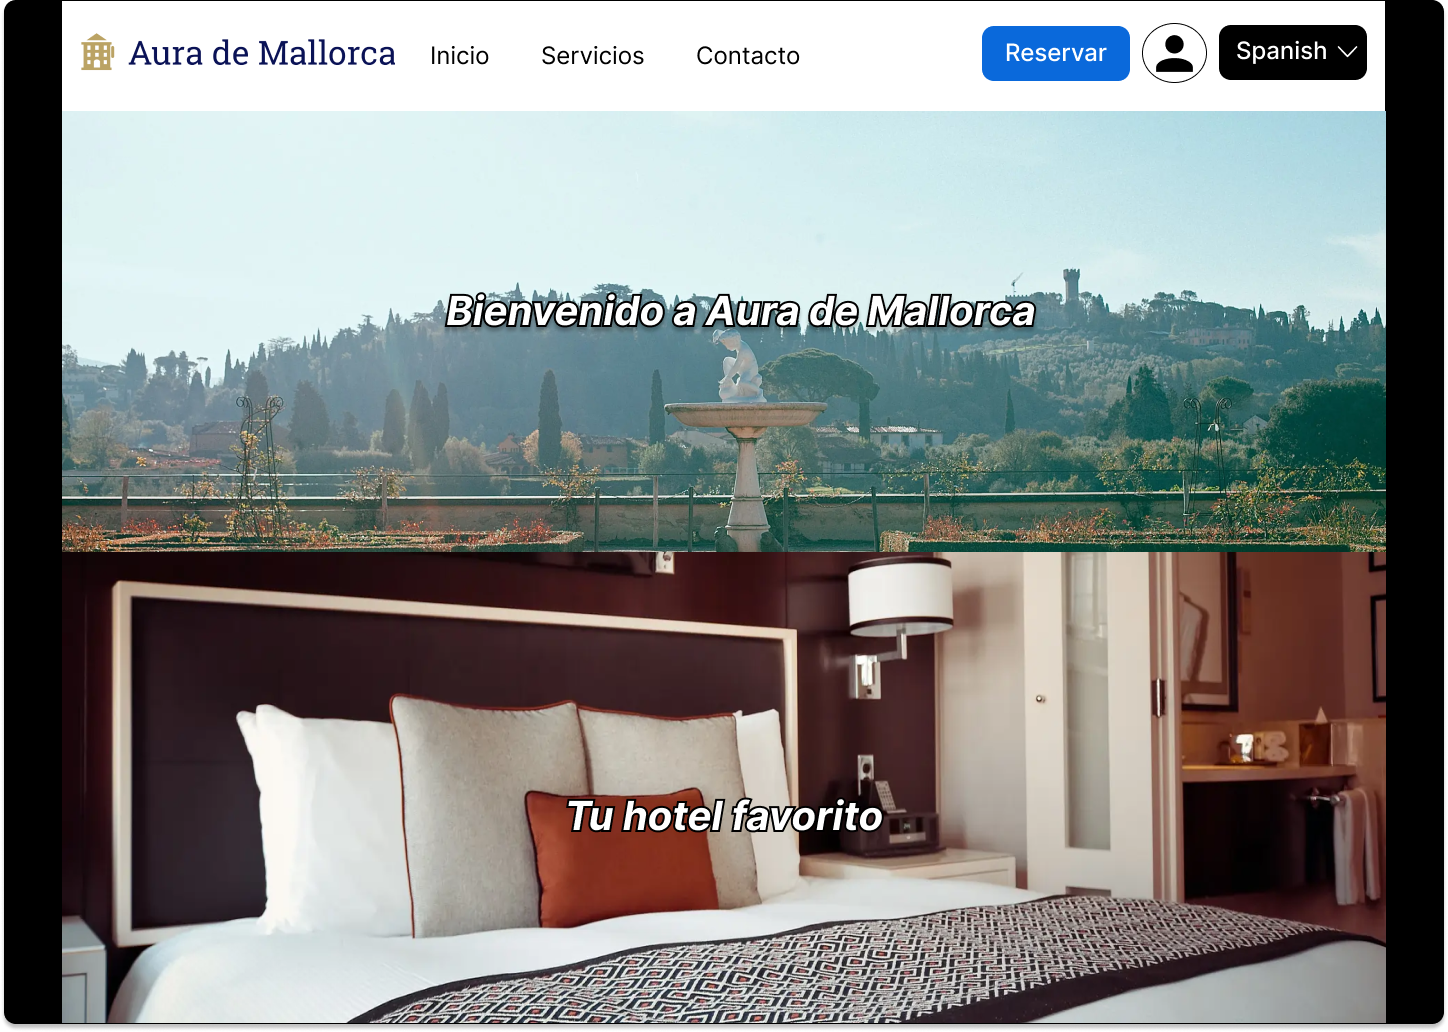 Aura de Mallorca
Inicio
Servicios
Contacto
Reservar
Spanish
Bienvenido a Aura de Mallorca
Tu hotel favorito